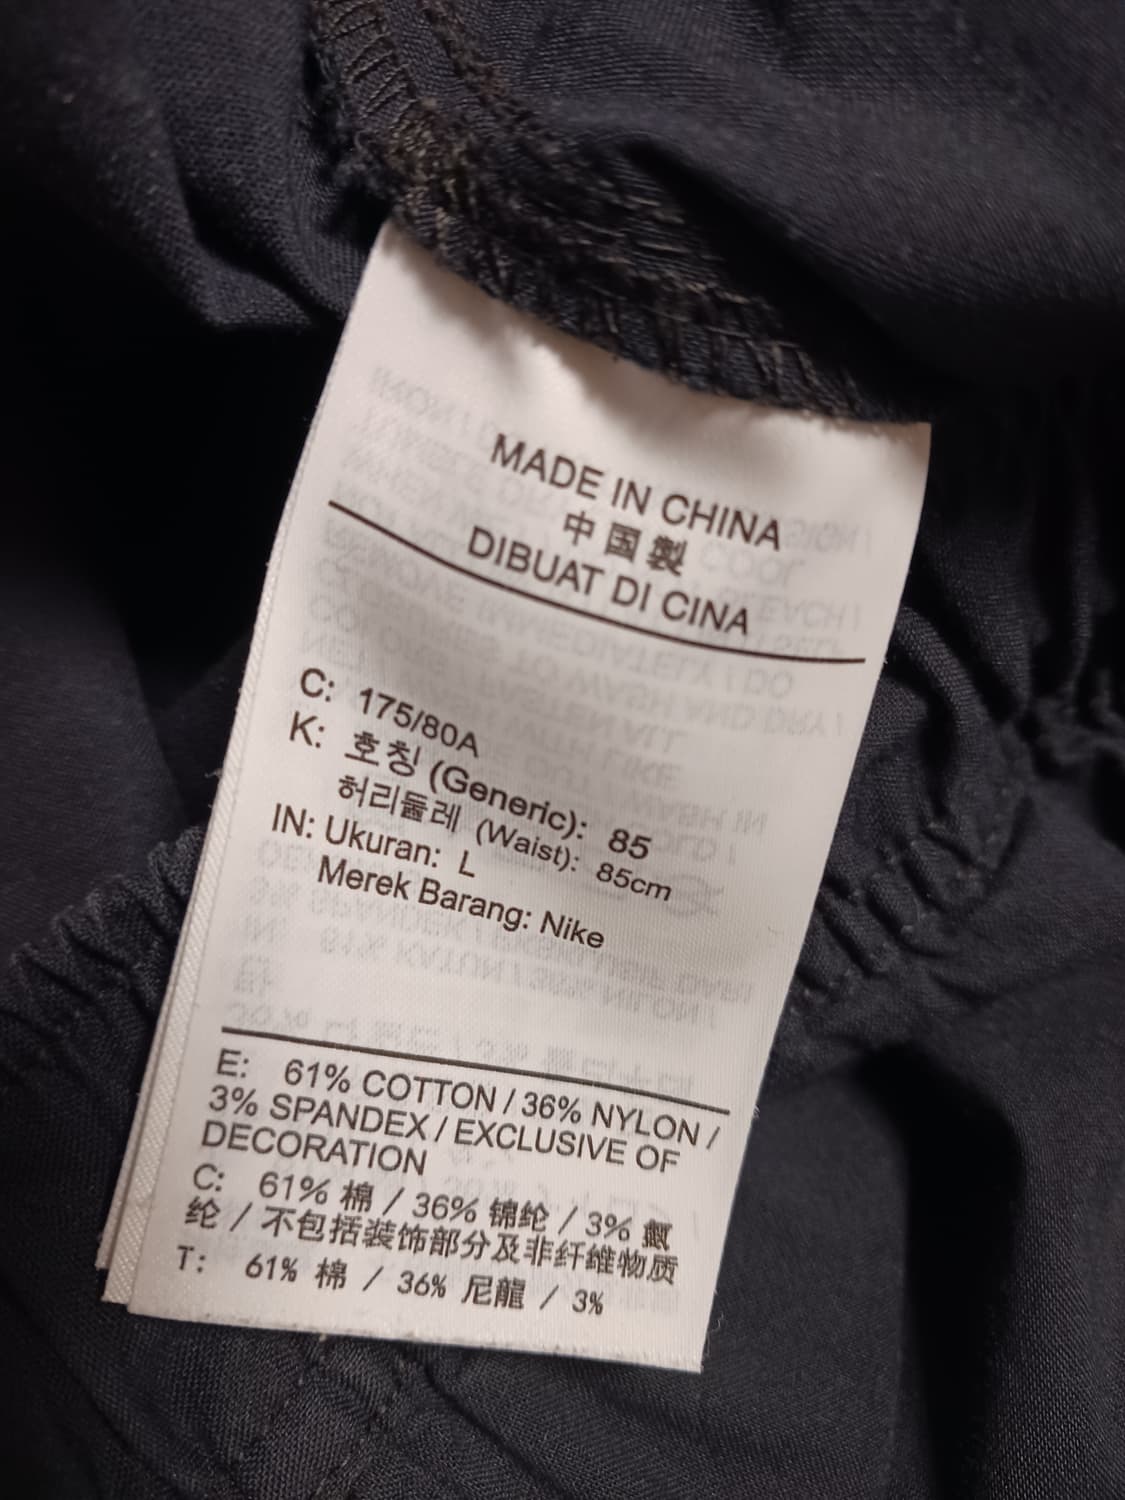 MADE IN CHINA
中国製
DIBUAT DI CINA
C: 175/80A
K: 호칭 (Generic): 85
허리둘레 (Waist): 85cm
IN: Ukuran: L
Merek Barang: Nike
E: 61% COTTON / 36% NYLON /
3% SPANDEX / EXCLUSIVE OF
DECORATION
C: 61% 棉 / 36% 锦纶 / 3% 氨
纶 / 不包括装饰部分及非纤维物质
T: 61% 棉 / 36% 尼龍 / 3%